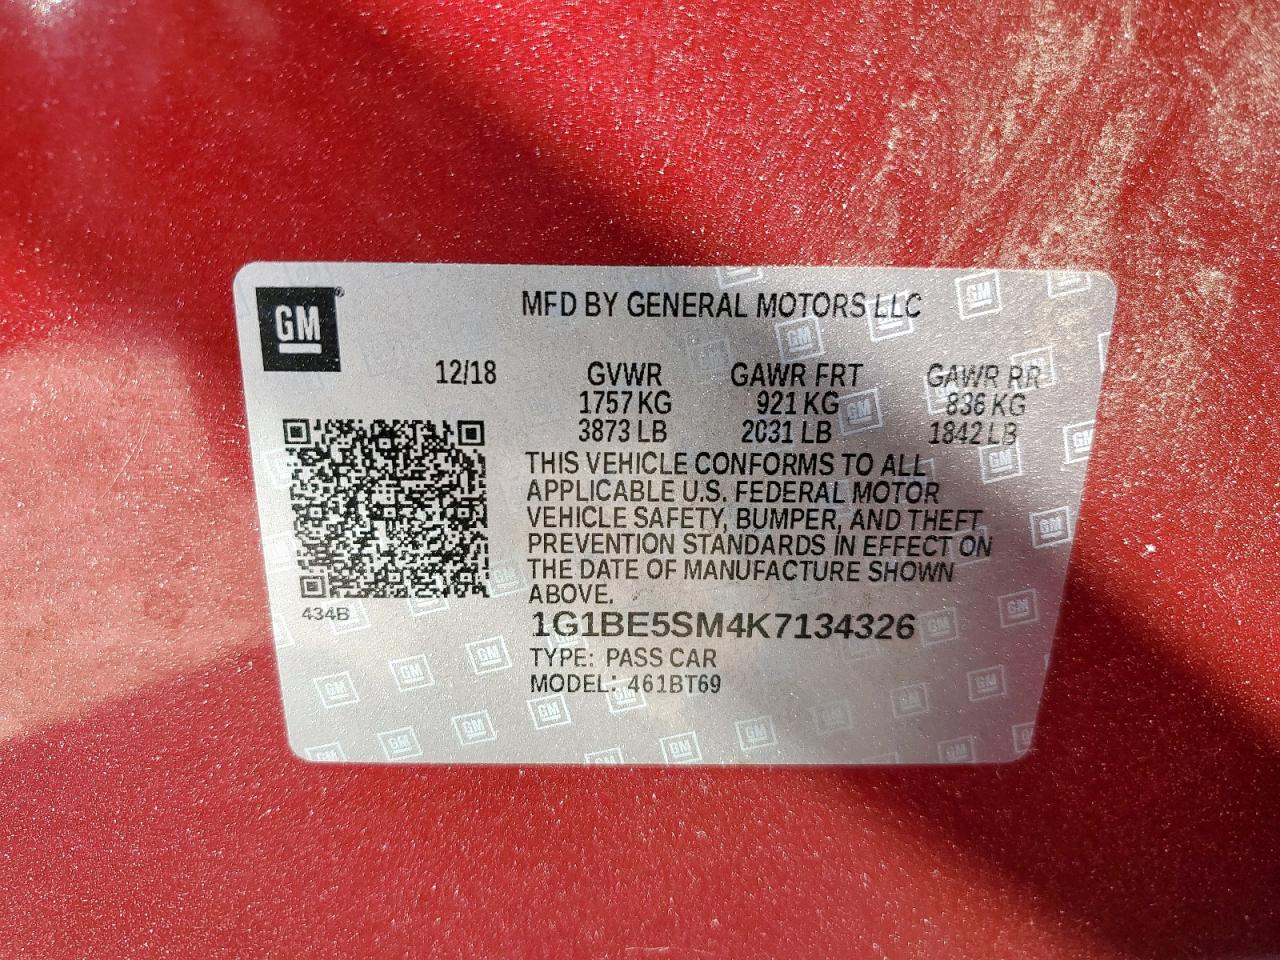 GM
MFD BY GENERAL MOTORS LLC
12/18 GVWR GAWR FRT GAWR RR
1757 KG 921 KG 836 KG
3873 LB 2031 LB 1842 LB
THIS VEHICLE CONFORMS TO ALL
APPLICABLE U.S. FEDERAL MOTOR
VEHICLE SAFETY, BUMPER, AND THEFT
PREVENTION STANDARDS IN EFFECT ON
THE DATE OF MANUFACTURE SHOWN
ABOVE.
434B
1G1BE5SM4K7134326
TYPE: PASS CAR
MODEL: 461BT69